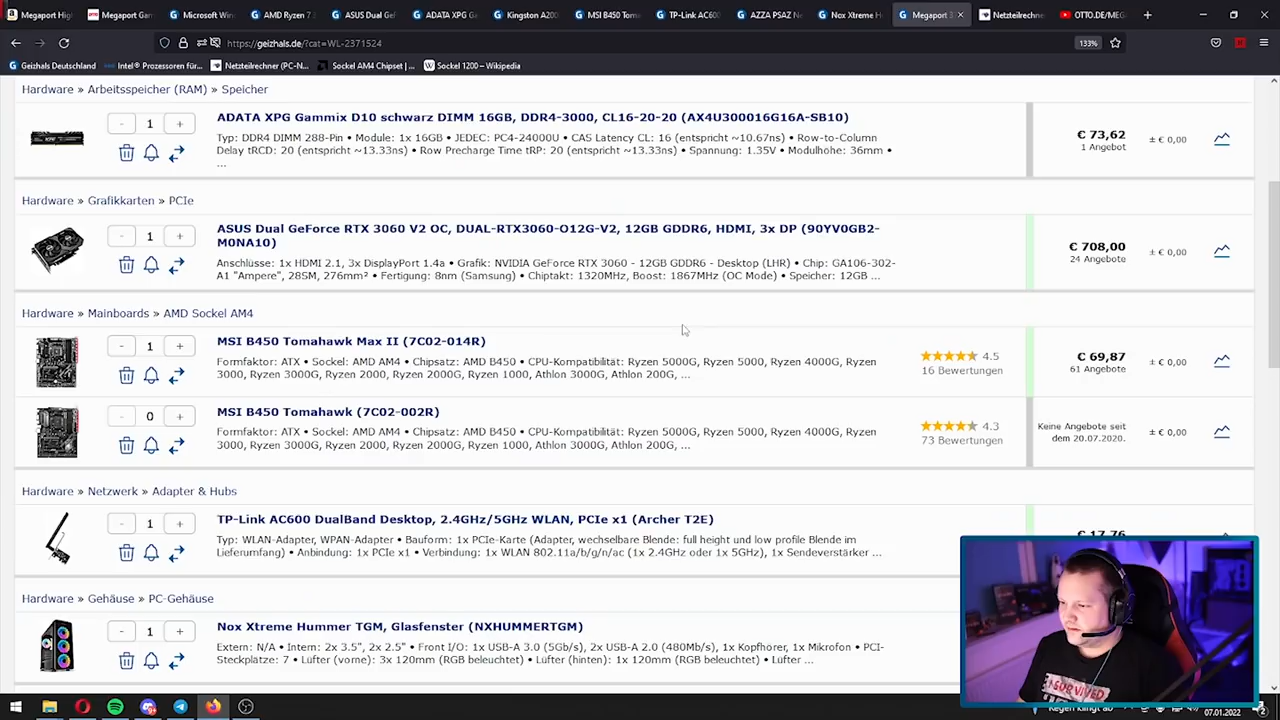 Megaport High
Megaport Gam
Microsoft Win
AMD Ryzen 7
ASUS Dual Gef
ADATA XPG G
Kingston A200
MSI B450 Tom
TP-Link AC600
AZZA PSAZ
Nox Xtreme H
Megaport
Netzteilrechner
OTTO.DE/MEG
https://geizhals.de/?cat=WL-2371524
133%
Geizhals Deutschland
Intel® Prozessoren für...
Netzteilrechner (PC-N...
Sockel AM4 Chipset | ...
Sockel 1200 – Wikipedia
Hardware » Arbeitsspeicher (RAM) » Speicher
- 1 +
ADATA XPG Gammix D10 schwarz DIMM 16GB, DDR4-3000, CL16-20-20 (AX4U300016G16A-SB10)
Typ: DDR4 DIMM 288-Pin • Module: 1x 16GB • JEDEC: PC4-24000U • CAS Latency CL: 16 (entspricht ~10.67ns) • Row-to-Column
Delay tRCD: 20 (entspricht ~13.33ns) • Row Precharge Time tRP: 20 (entspricht ~13.33ns) • Spannung: 1.35V • Modulhöhe: 36mm •
...
€ 73,62
1 Angebot
± € 0,00
Hardware » Grafikkarten » PCIe
- 1 +
ASUS Dual GeForce RTX 3060 V2 OC, DUAL-RTX3060-O12G-V2, 12GB GDDR6, HDMI, 3x DP (90YV0GB2-
M0NA10)
Anschlüsse: 1x HDMI 2.1, 3x DisplayPort 1.4a • Grafik: NVIDIA GeForce RTX 3060 - 12GB GDDR6 - Desktop (LHR) • Chip: GA106-302-
A1 "Ampere", 28SM, 276mm² • Fertigung: 8nm (Samsung) • Chiptakt: 1320MHz, Boost: 1867MHz (OC Mode) • Speicher: 12GB ...
€ 708,00
24 Angebote
± € 0,00
Hardware » Mainboards » AMD Sockel AM4
- 1 +
MSI B450 Tomahawk Max II (7C02-014R)
Formfaktor: ATX • Sockel: AMD AM4 • Chipsatz: AMD B450 • CPU-Kompatibilität: Ryzen 5000G, Ryzen 5000, Ryzen 4000G, Ryzen
3000, Ryzen 3000G, Ryzen 2000, Ryzen 2000G, Ryzen 1000, Athlon 3000G, Athlon 200G, ...
4.5
16 Bewertungen
€ 69,87
61 Angebote
± € 0,00
- 0 +
MSI B450 Tomahawk (7C02-002R)
Formfaktor: ATX • Sockel: AMD AM4 • Chipsatz: AMD B450 • CPU-Kompatibilität: Ryzen 5000G, Ryzen 5000, Ryzen 4000G, Ryzen
3000, Ryzen 3000G, Ryzen 2000, Ryzen 2000G, Ryzen 1000, Athlon 3000G, Athlon 200G, ...
4.3
73 Bewertungen
Keine Angebote seit
dem 20.07.2020.
± € 0,00
Hardware » Netzwerk » Adapter & Hubs
- 1 +
TP-Link AC600 DualBand Desktop, 2.4GHz/5GHz WLAN, PCIe x1 (Archer T2E)
Typ: WLAN-Adapter, WPAN-Adapter • Bauform: 1x PCIe-Karte (Adapter, wechselbare Blende: full height und low profile Blende im
Lieferumfang) • Anbindung: 1x PCIe x1 • Verbindung: 1x WLAN 802.11a/b/g/n/ac (1x 2.4GHz oder 1x 5GHz), 1x Sendeverstärker ...
€ 17,76
Hardware » Gehäuse » PC-Gehäuse
- 1 +
Nox Xtreme Hummer TGM, Glasfenster (NXHUMMERTGM)
Extern: N/A • Intern: 2x 3.5", 2x 2.5" • Front I/O: 1x USB-A 3.0 (5Gb/s), 2x USB-A 2.0 (480Mb/s), 1x Kopfhörer, 1x Mikrofon • PCI-
Steckplätze: 7 • Lüfter (vorne): 3x 120mm (RGB beleuchtet) • Lüfter (hinten): 1x 120mm (RGB beleuchtet) • Lüfter ...
I SURVIVED
Regen klingt ab
07.01.2022